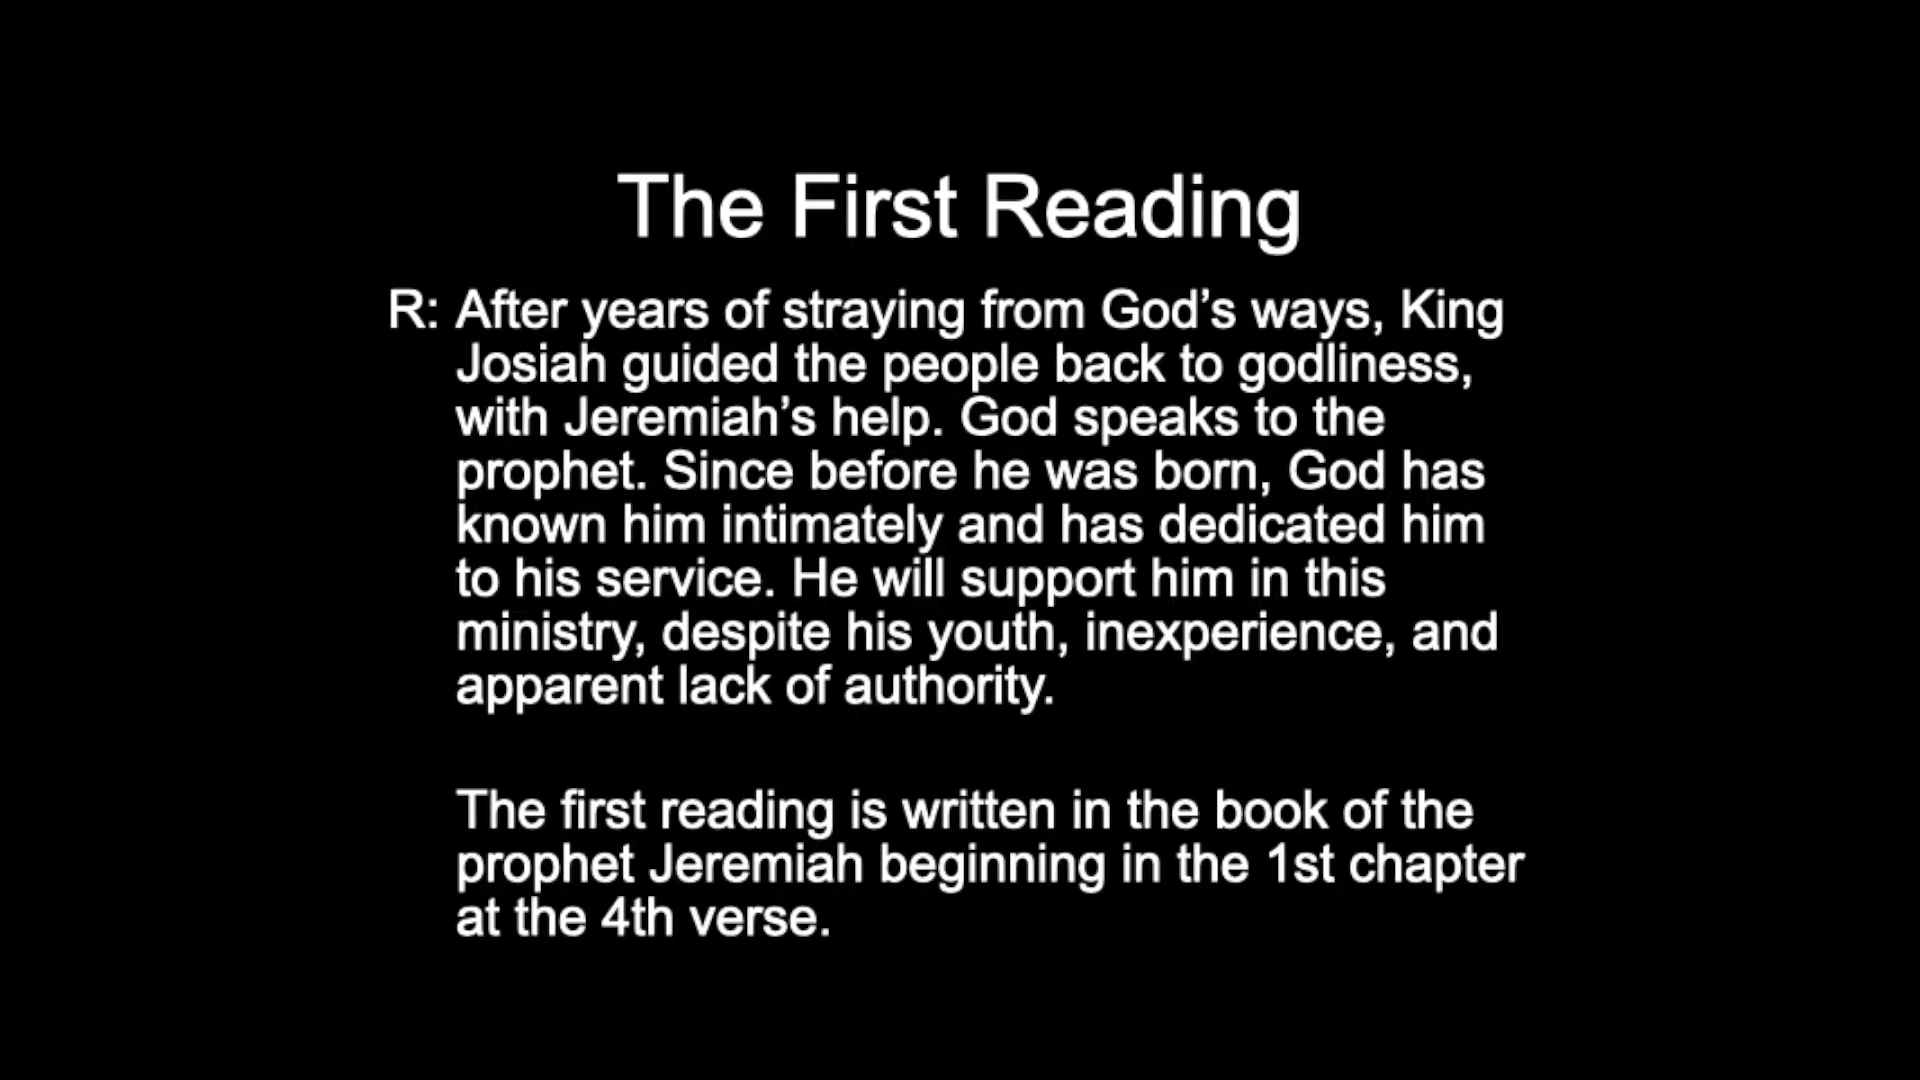 The First Reading
R: After years of straying from God’s ways, King
Josiah guided the people back to godliness,
with Jeremiah’s help. God speaks to the
prophet. Since before he was born, God has
known him intimately and has dedicated him
to his service. He will support him in this
ministry, despite his youth, inexperience, and
apparent lack of authority.
The first reading is written in the book of the
prophet Jeremiah beginning in the 1st chapter
at the 4th verse.